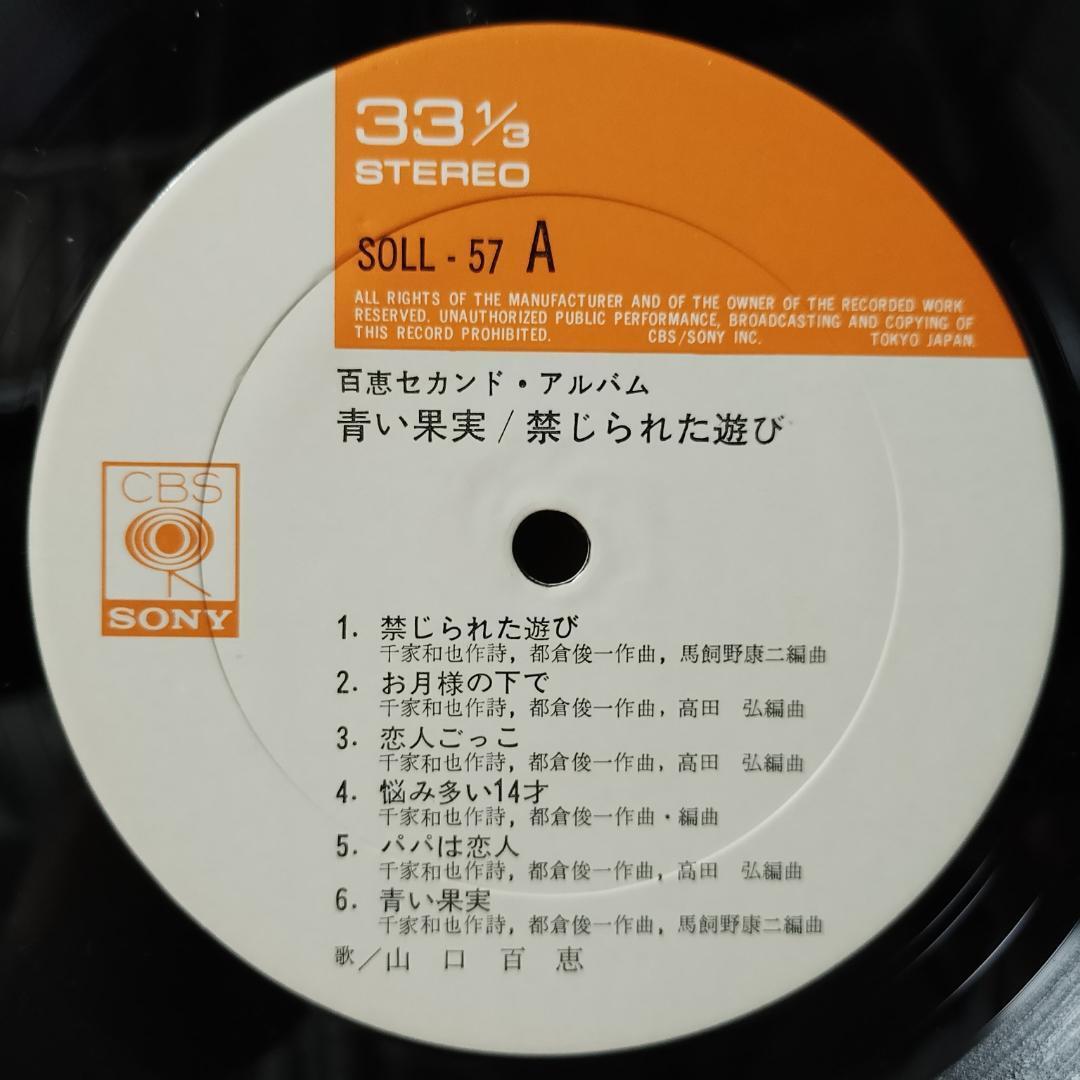 33 1/3
STEREO
SOLL - 57 A
ALL RIGHTS OF THE MANUFACTURER AND OF THE OWNER OF THE RECORDED WORK
RESERVED. UNAUTHORIZED PUBLIC PERFORMANCE, BROADCASTING AND COPYING OF
THIS RECORD PROHIBITED. CBS/SONY INC. TOKYO JAPAN.
百恵セカンド・アルバム
青い果実/禁じられた遊び
CBS
SONY
1. 禁じられた遊び
千家和也作詩, 都倉俊一作曲, 馬飼野康二編曲
2. お月様の下で
千家和也作詩, 都倉俊一作曲, 高田 弘編曲
3. 恋人ごっこ
千家和也作詩, 都倉俊一作曲, 高田 弘編曲
4. 悩み多い14才
千家和也作詩, 都倉俊一作曲・編曲
5. パパは恋人
千家和也作詩, 都倉俊一作曲, 高田 弘編曲
6. 青い果実
千家和也作詩, 都倉俊一作曲, 馬飼野康二編曲
歌/山口百恵